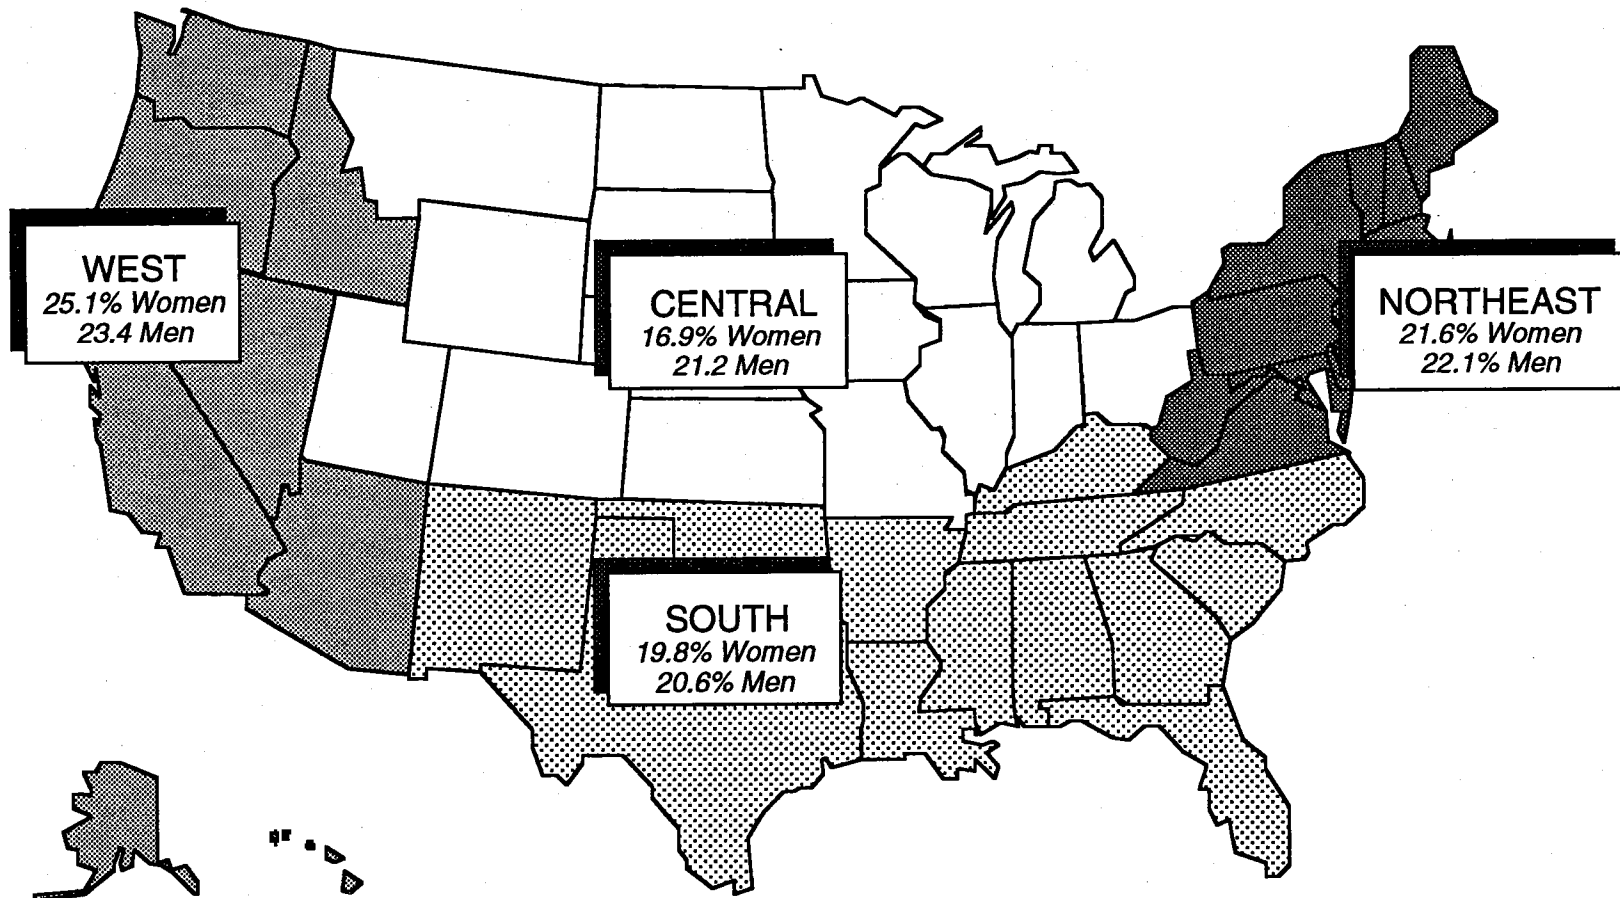 WEST
25.1% Women
23.4 Men
CENTRAL
16.9% Women
21.2 Men
NORTHEAST
21.6% Women
22.1% Men
SOUTH
19.8% Women
20.6% Men